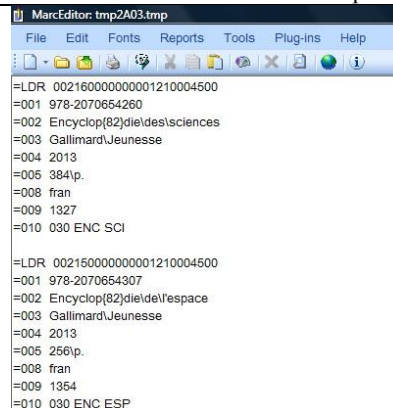 MarcEditor: tmp2A03.tmp
File Edit Fonts Reports Tools Plug-ins Help
=LDR 002160000000001210004500
=001 978-2070654260
=002 Encyclop{82}die\des\sciences
=003 Gallimard\Jeunesse
=004 2013
=005 384\p.
=008 fran
=009 1327
=010 030 ENC SCI
=LDR 002150000000001210004500
=001 978-2070654307
=002 Encyclop{82}die\de\l'espace
=003 Gallimard\Jeunesse
=004 2013
=005 256\p.
=008 fran
=009 1354
=010 030 ENC ESP